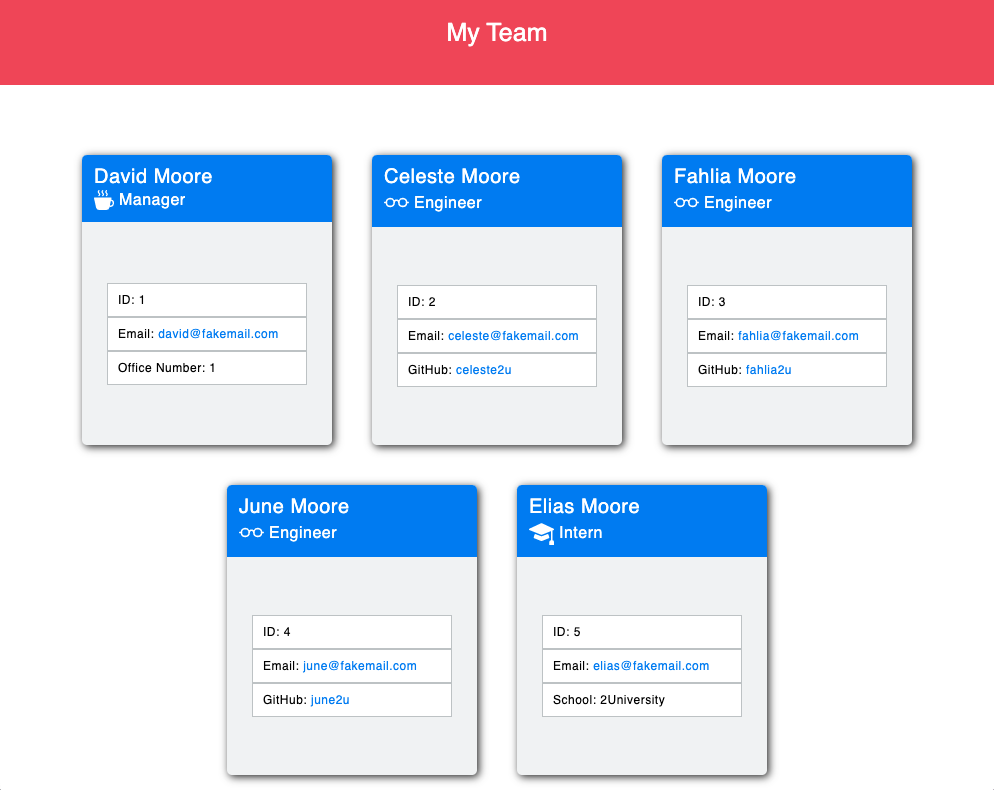 My Team
David Moore
Manager
ID: 1
Email: david@fakemail.com
Office Number: 1
Celeste Moore
Engineer
ID: 2
Email: celeste@fakemail.com
GitHub: celeste2u
Fahlia Moore
Engineer
ID: 3
Email: fahlia@fakemail.com
GitHub: fahlia2u
June Moore
Engineer
ID: 4
Email: june@fakemail.com
GitHub: june2u
Elias Moore
Intern
ID: 5
Email: elias@fakemail.com
School: 2University